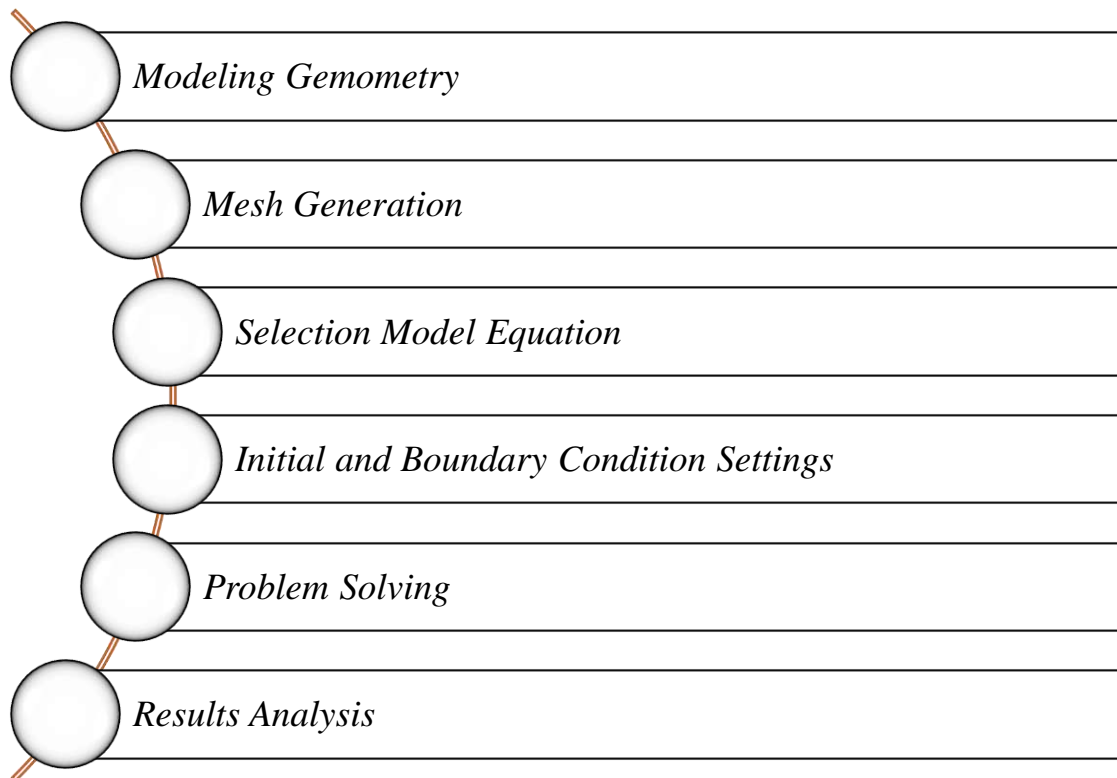 Modeling Gemometry
Mesh Generation
Selection Model Equation
Initial and Boundary Condition Settings
Problem Solving
Results Analysis